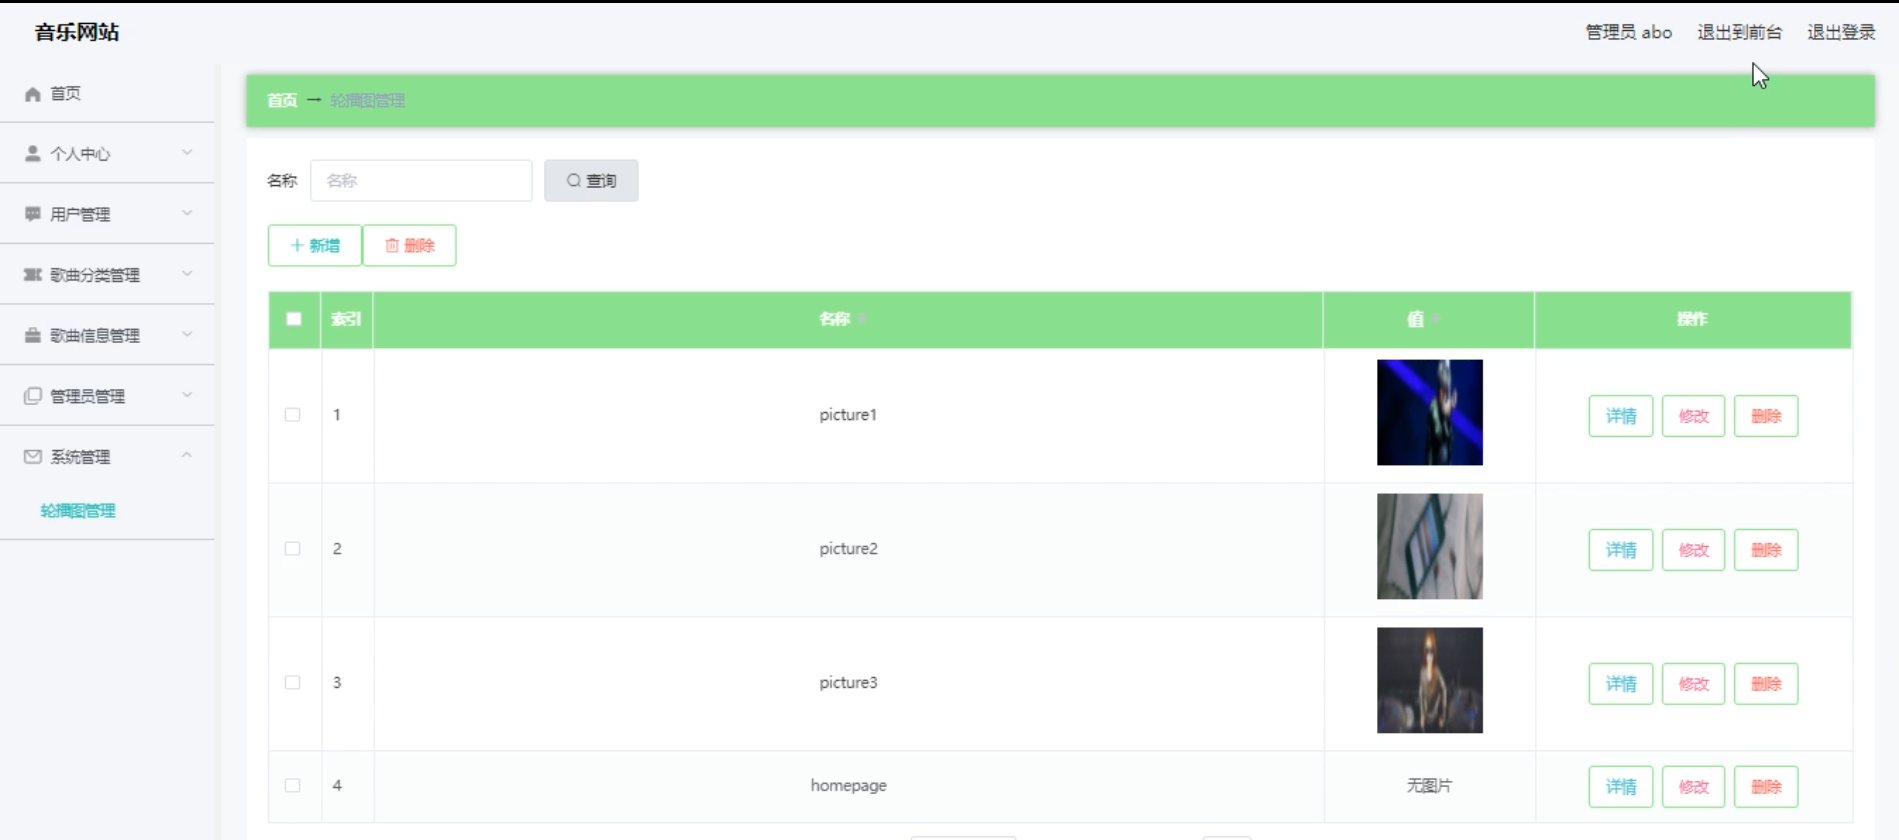 音乐网站
管理员 abo 退出到前台 退出登录
首页
个人中心
用户管理
歌曲分类管理
歌曲信息管理
管理员管理
系统管理
轮播图管理
首页 → 轮播图管理
名称 名称 查询
新增 删除
索引 名称 值 操作
1 picture1 详情 修改 删除
2 picture2 详情 修改 删除
3 picture3 详情 修改 删除
4 homepage 无图片 详情 修改 删除